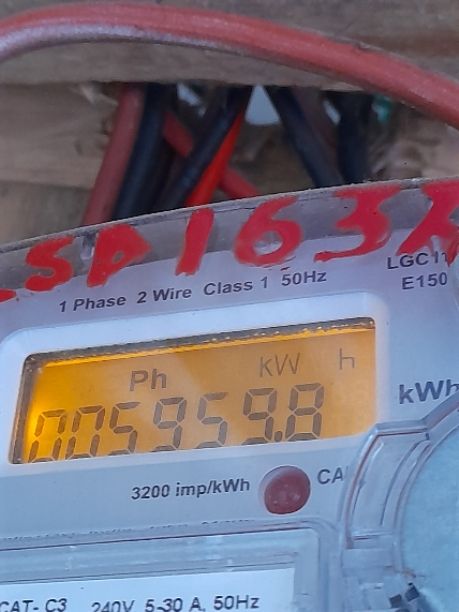 SP163
LGC11
1 Phase 2 Wire Class 1 50Hz
E150
Ph kW h
kWh
005959.8
3200 imp/kWh
CAT- C3 240V 5-30 A, 50Hz